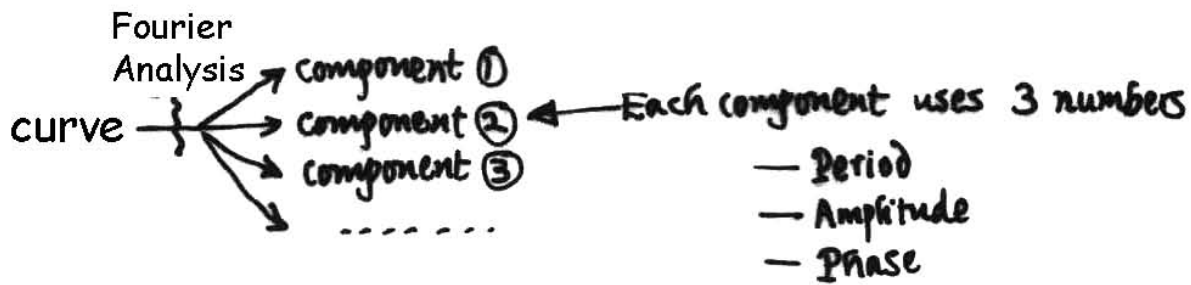 Fourier
Analysis
curve
component ①
component ②
component ③
.......
Each component uses 3 numbers
— Period
— Amplitude
— Phase